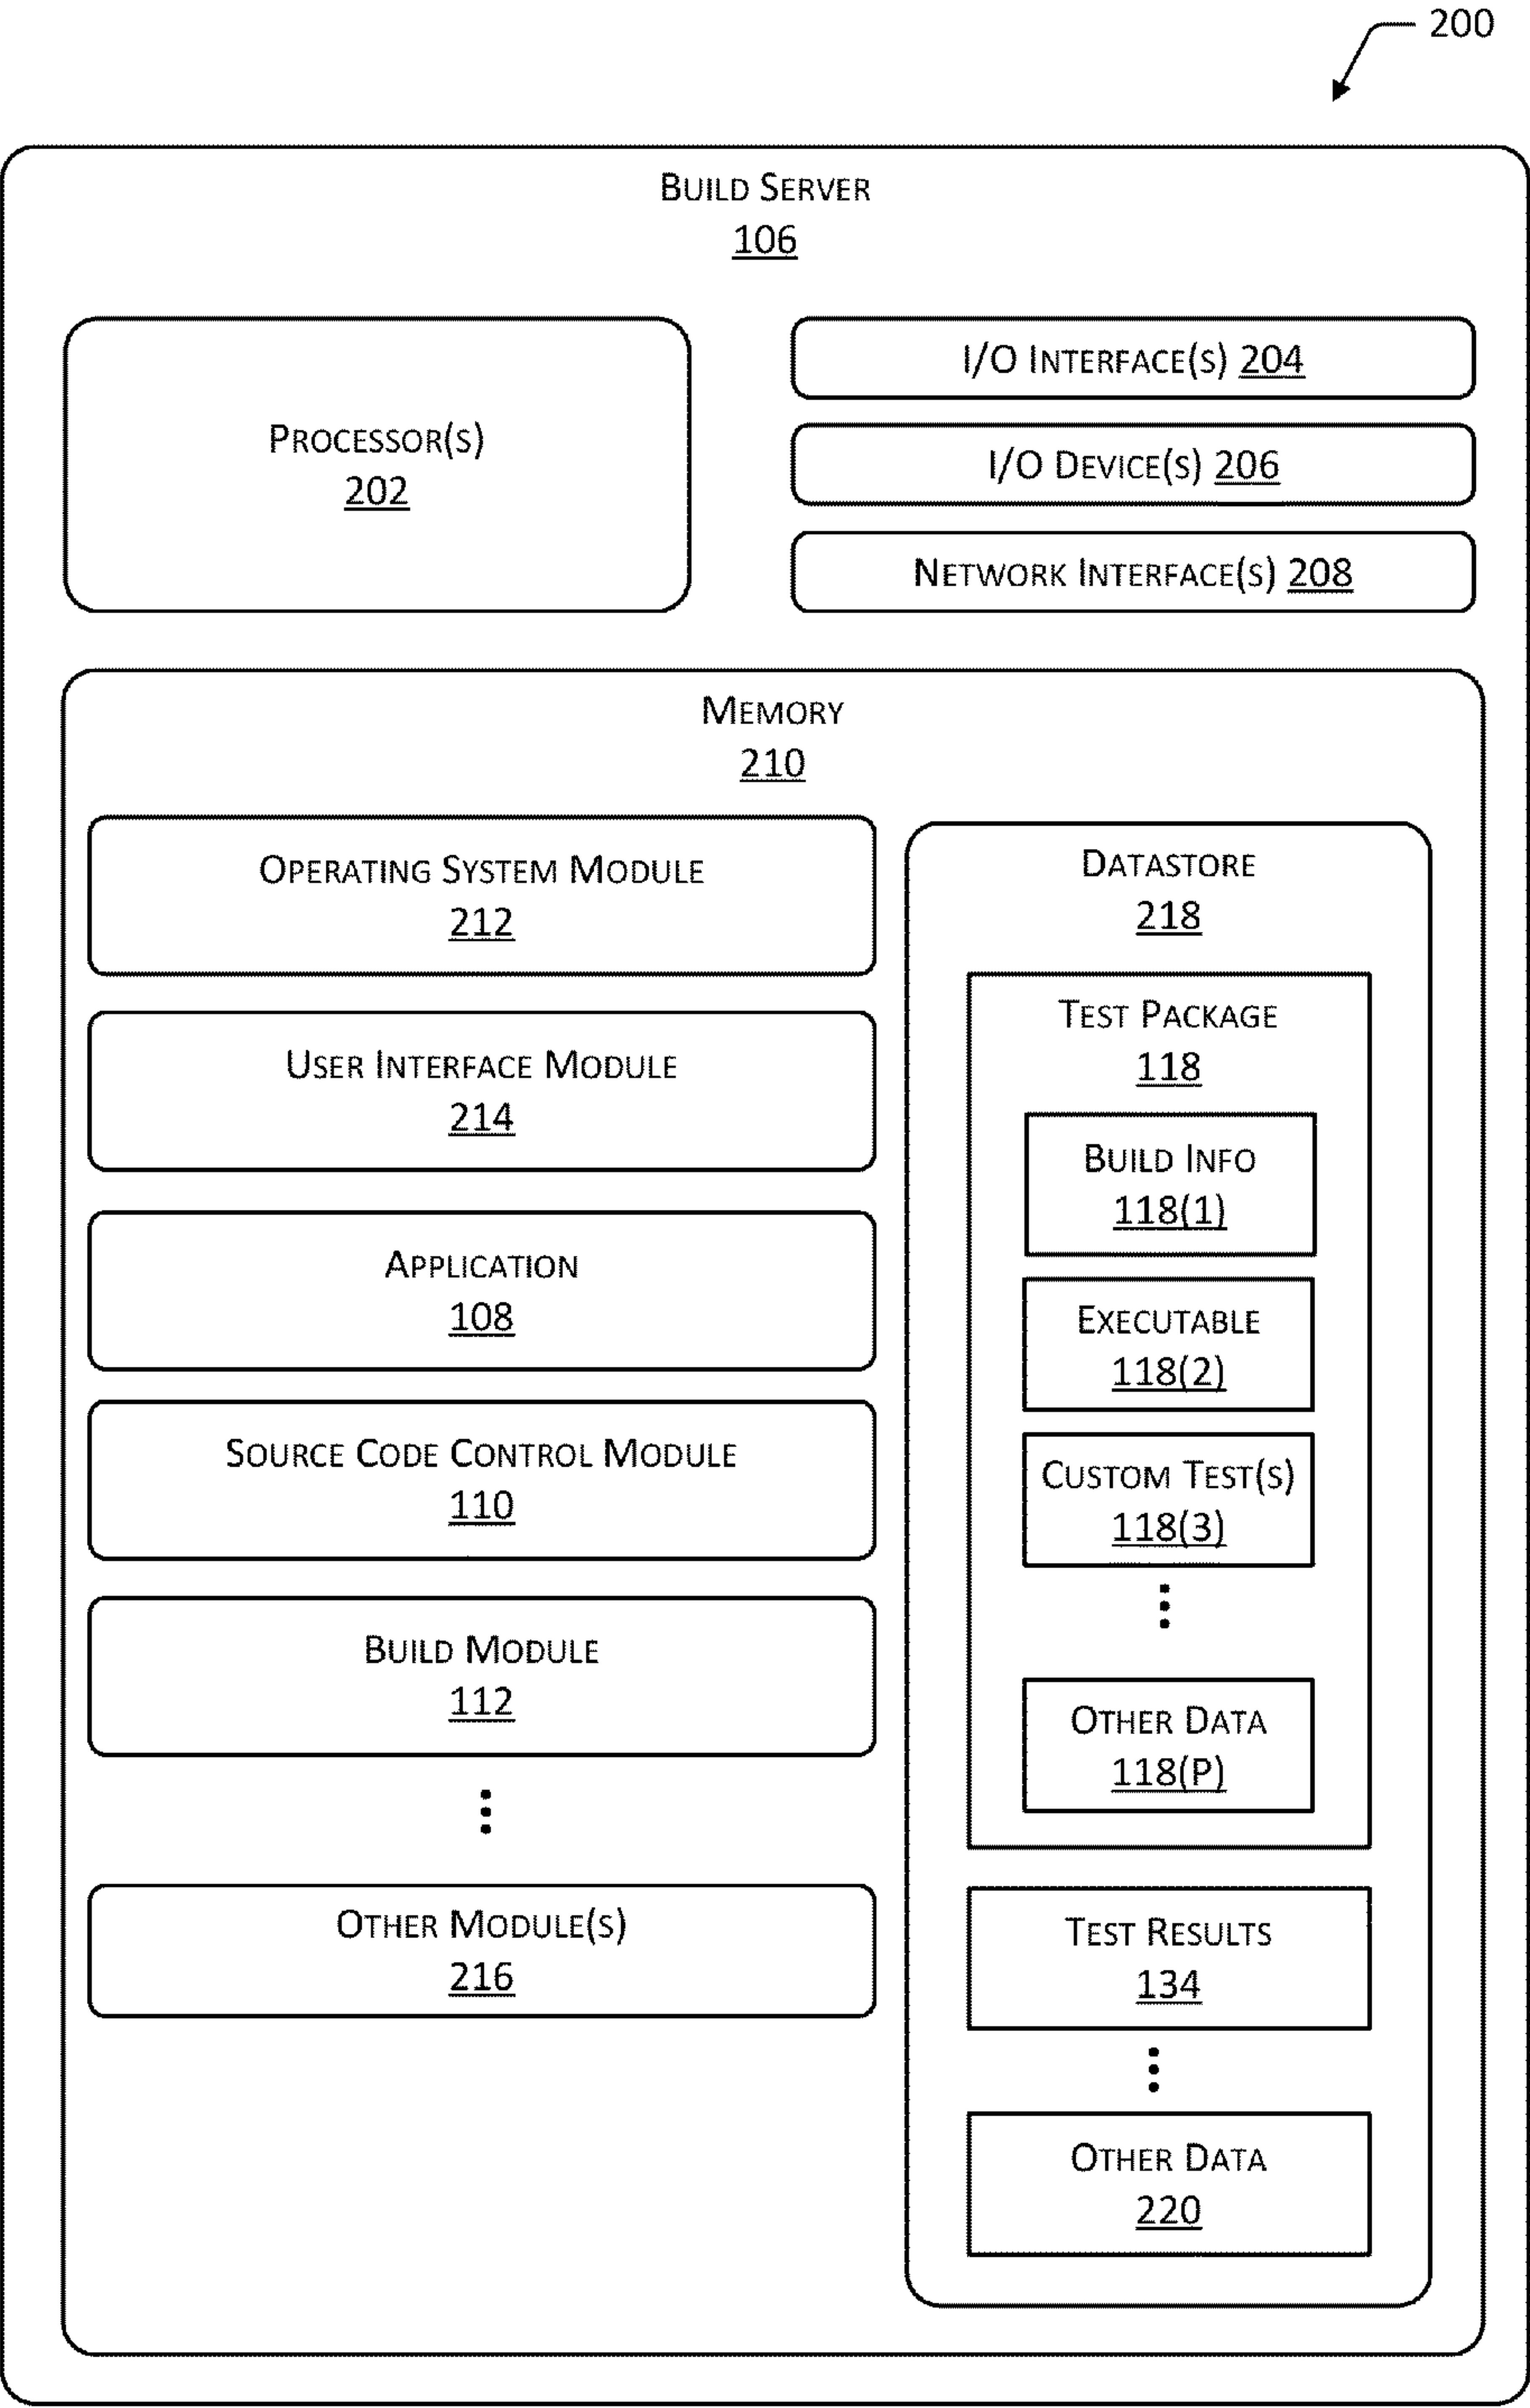 200
BUILD SERVER
106
PROCESSOR(S)
202
I/O INTERFACE(S) 204
I/O DEVICE(S) 206
NETWORK INTERFACE(S) 208
MEMORY
210
OPERATING SYSTEM MODULE
212
USER INTERFACE MODULE
214
APPLICATION
108
SOURCE CODE CONTROL MODULE
110
BUILD MODULE
112
OTHER MODULE(S)
216
DATASTORE
218
TEST PACKAGE
118
BUILD INFO
118(1)
EXECUTABLE
118(2)
CUSTOM TEST(S)
118(3)
OTHER DATA
118(P)
TEST RESULTS
134
OTHER DATA
220